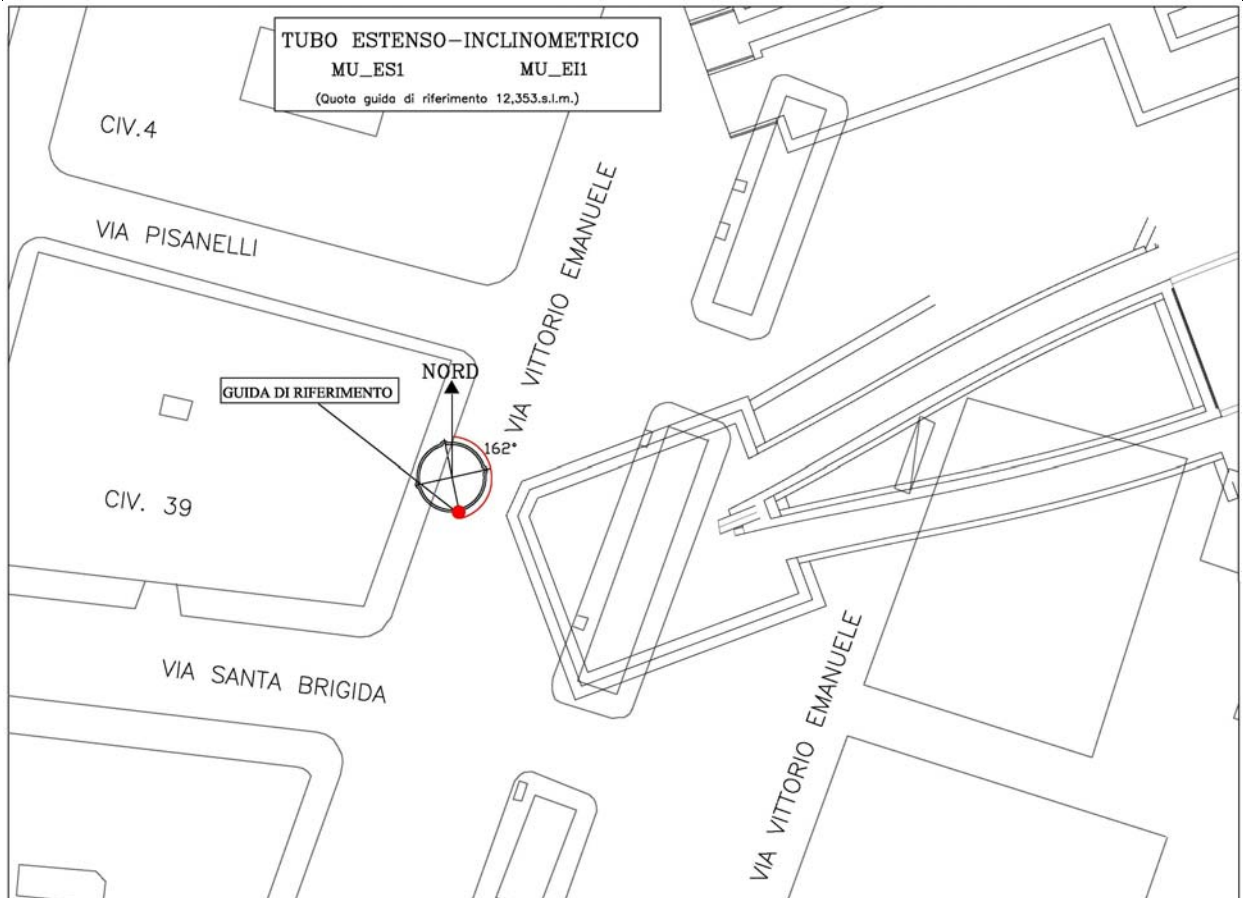 TUBO ESTENSO-INCLINOMETRICO
MU_ES1 MU_EI1
(Quota guida di riferimento 12,353.s.l.m.)
CIV.4
VIA PISANELLI
VIA VITTORIO EMANUELE
NORD
GUIDA DI RIFERIMENTO
162°
CIV. 39
VIA SANTA BRIGIDA
VIA VITTORIO EMANUELE